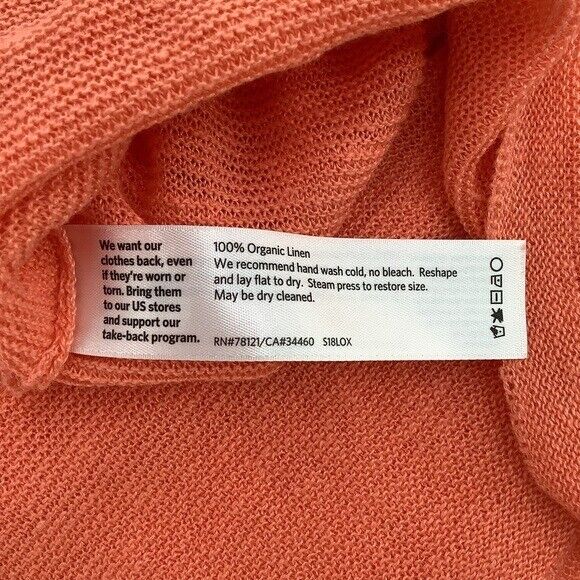 We want our
clothes back, even
if they're worn or
torn. Bring them
to our US stores
and support our
take-back program.
100% Organic Linen
We recommend hand wash cold, no bleach. Reshape
and lay flat to dry. Steam press to restore size.
May be dry cleaned.
RN#78121/CA#34460 S18LOX